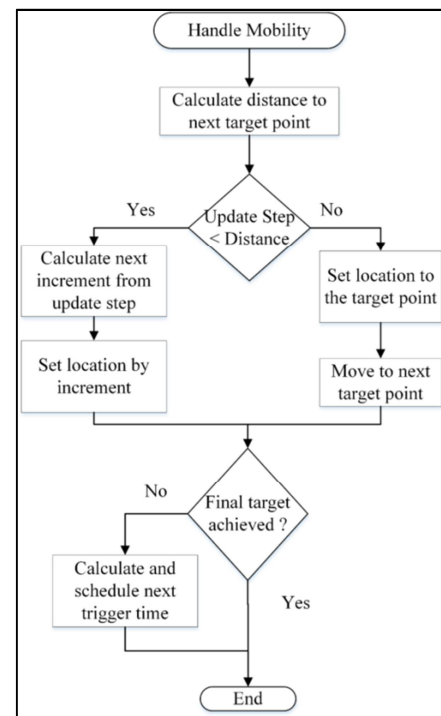 Handle Mobility
Calculate distance to
next target point
Yes
Update Step
< Distance
No
Calculate next
increment from
update step
Set location to
the target point
Set location by
increment
Move to next
target point
No
Final target
achieved ?
Calculate and
schedule next
trigger time
Yes
End